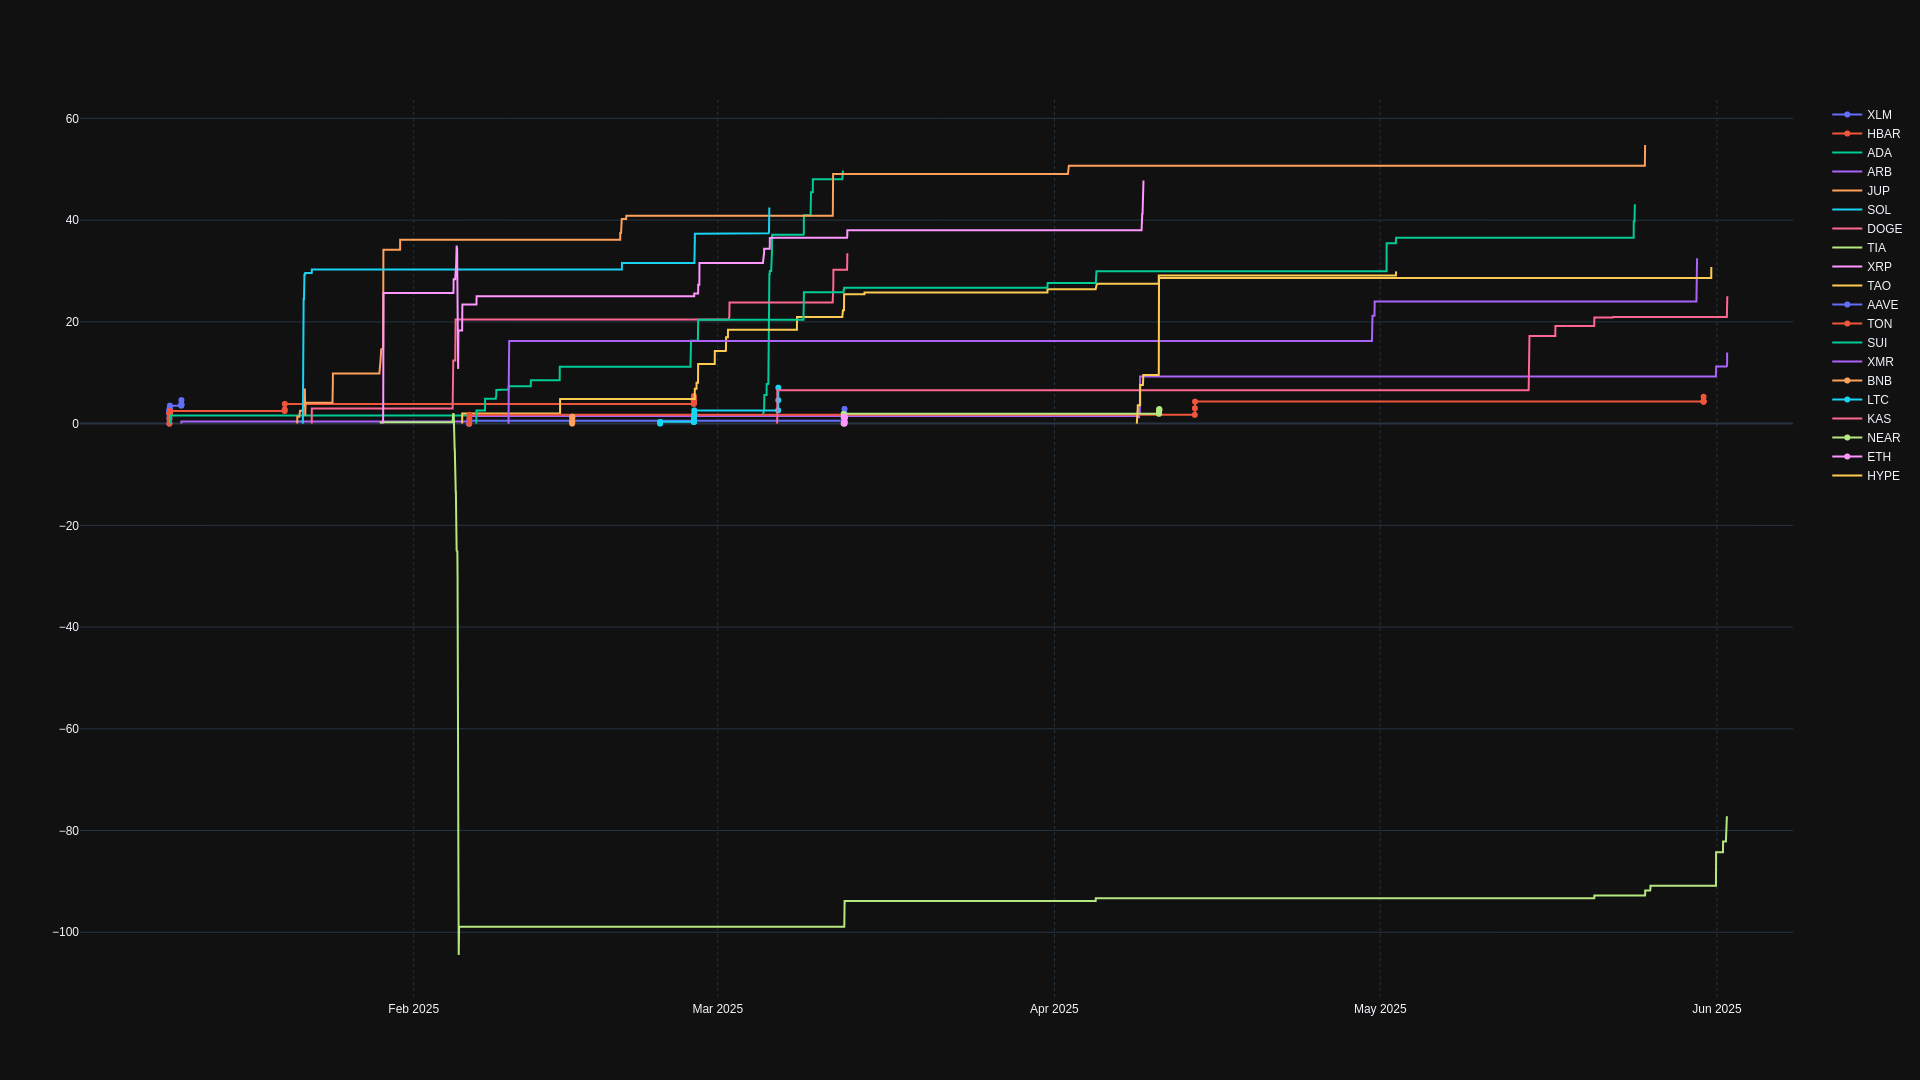 60
40
20
0
−20
−40
−60
−80
−100
Feb 2025
Mar 2025
Apr 2025
May 2025
Jun 2025
XLM
HBAR
ADA
ARB
JUP
SOL
DOGE
TIA
XRP
TAO
AAVE
TON
SUI
XMR
BNB
LTC
KAS
NEAR
ETH
HYPE